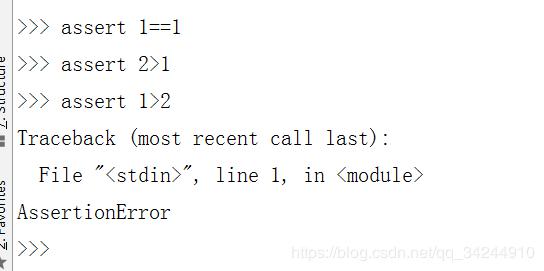 >>> assert 1==1
>>> assert 2>1
>>> assert 1>2
Traceback (most recent call last):
  File "<stdin>", line 1, in <module>
AssertionError
>>>
Z: Structure
2: Favorites
https://blog.csdn.net/qq_34244910